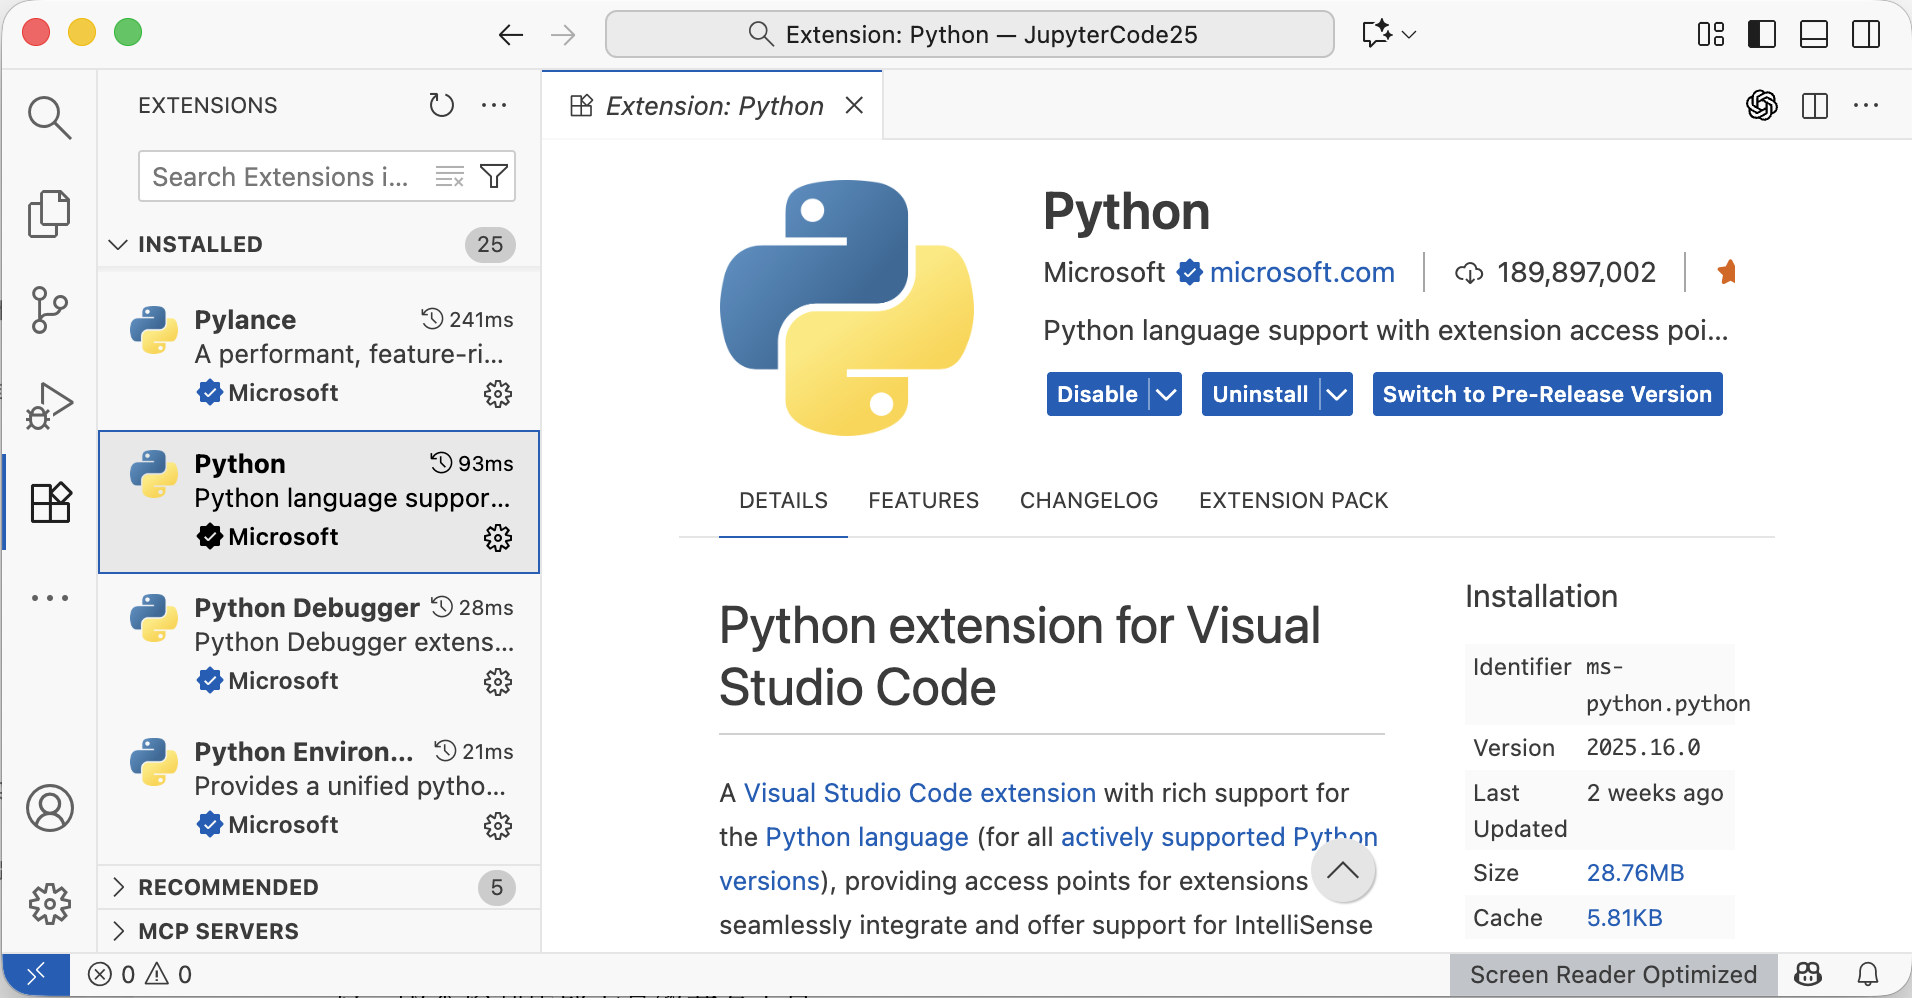 Extension: Python — JupyterCode25
EXTENSIONS
Extension: Python
Search Extensions i...
INSTALLED 25
Pylance 241ms
A performant, feature-ri...
Microsoft
Python 93ms
Python language suppor...
Microsoft
Python Debugger 28ms
Python Debugger extens...
Microsoft
Python Environ... 21ms
Provides a unified pytho...
Microsoft
RECOMMENDED 5
MCP SERVERS
Python
Microsoft microsoft.com 189,897,002
Python language support with extension access poi...
Disable Uninstall Switch to Pre-Release Version
DETAILS FEATURES CHANGELOG EXTENSION PACK
Python extension for Visual
Studio Code
A Visual Studio Code extension with rich support for
the Python language (for all actively supported Python
versions), providing access points for extensions
seamlessly integrate and offer support for IntelliSense
Installation
Identifier ms-
python.python
Version 2025.16.0
Last 2 weeks ago
Updated
Size 28.76MB
Cache 5.81KB
0 0
Screen Reader Optimized